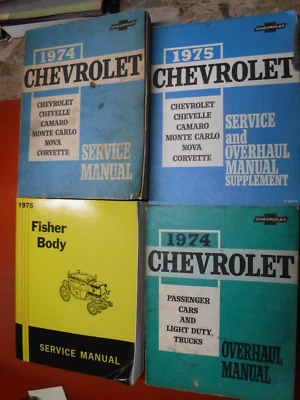 1974
CHEVROLET
CHEVROLET
CHEVELLE
CAMARO
MONTE CARLO
NOVA
CORVETTE
SERVICE
MANUAL
1975
CHEVROLET
CHEVROLET
CHEVELLE
CAMARO
MONTE CARLO
NOVA
CORVETTE
SERVICE
and
OVERHAUL
MANUAL
SUPPLEMENT
1975
Fisher
Body
SERVICE MANUAL
1974
CHEVROLET
PASSENGER
CARS
AND
LIGHT DUTY
TRUCKS
OVERHAUL
MANUAL